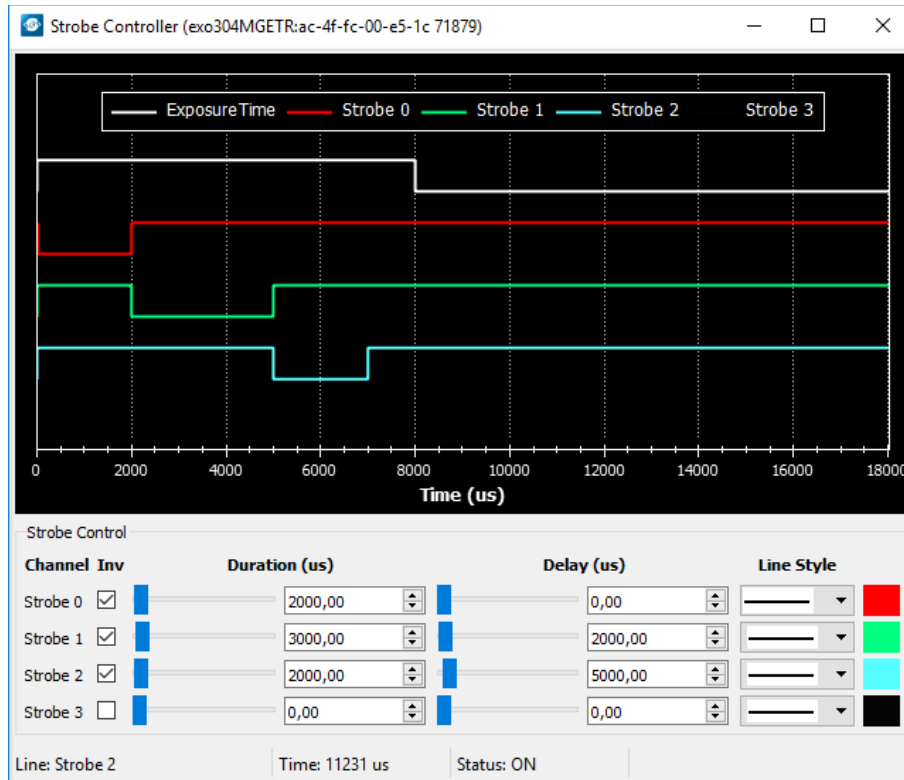 Strobe Controller (exo304MGETR:ac-4f-fc-00-e5-1c 71879)
ExposureTime Strobe 0 Strobe 1 Strobe 2 Strobe 3
0 2000 4000 6000 8000 10000 12000 14000 16000 18000
Time (us)
Strobe Control
Channel Inv Duration (us) Delay (us) Line Style
Strobe 0 2000,00 0,00
Strobe 1 3000,00 2000,00
Strobe 2 2000,00 5000,00
Strobe 3 0,00 0,00
Line: Strobe 2 Time: 11231 us Status: ON